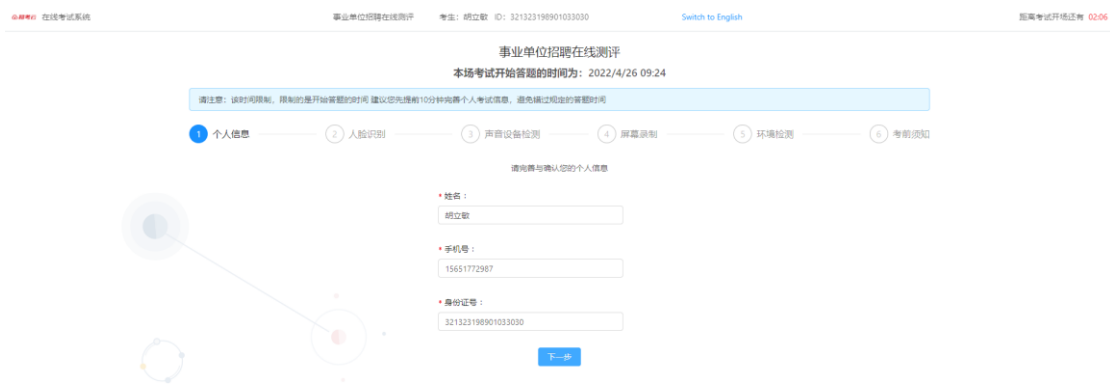 在线考试系统 事业单位招聘在线测评 考生：胡立敏 ID：321323198901033030 Switch to English 距离考试开场还有 02:06
事业单位招聘在线测评
本场考试开始答题的时间为：2022/4/26 09:24
请注意：该时间限制，限制的是开始答题的时间 建议您先提前10分钟完善个人考试信息，避免错过规定的答题时间
1 个人信息 2 人脸识别 3 声音设备检测 4 屏幕录制 5 环境检测 6 考前须知
请完善与确认您的个人信息
* 姓名：
胡立敏
* 手机号：
15651772987
* 身份证号：
321323198901033030
下一步